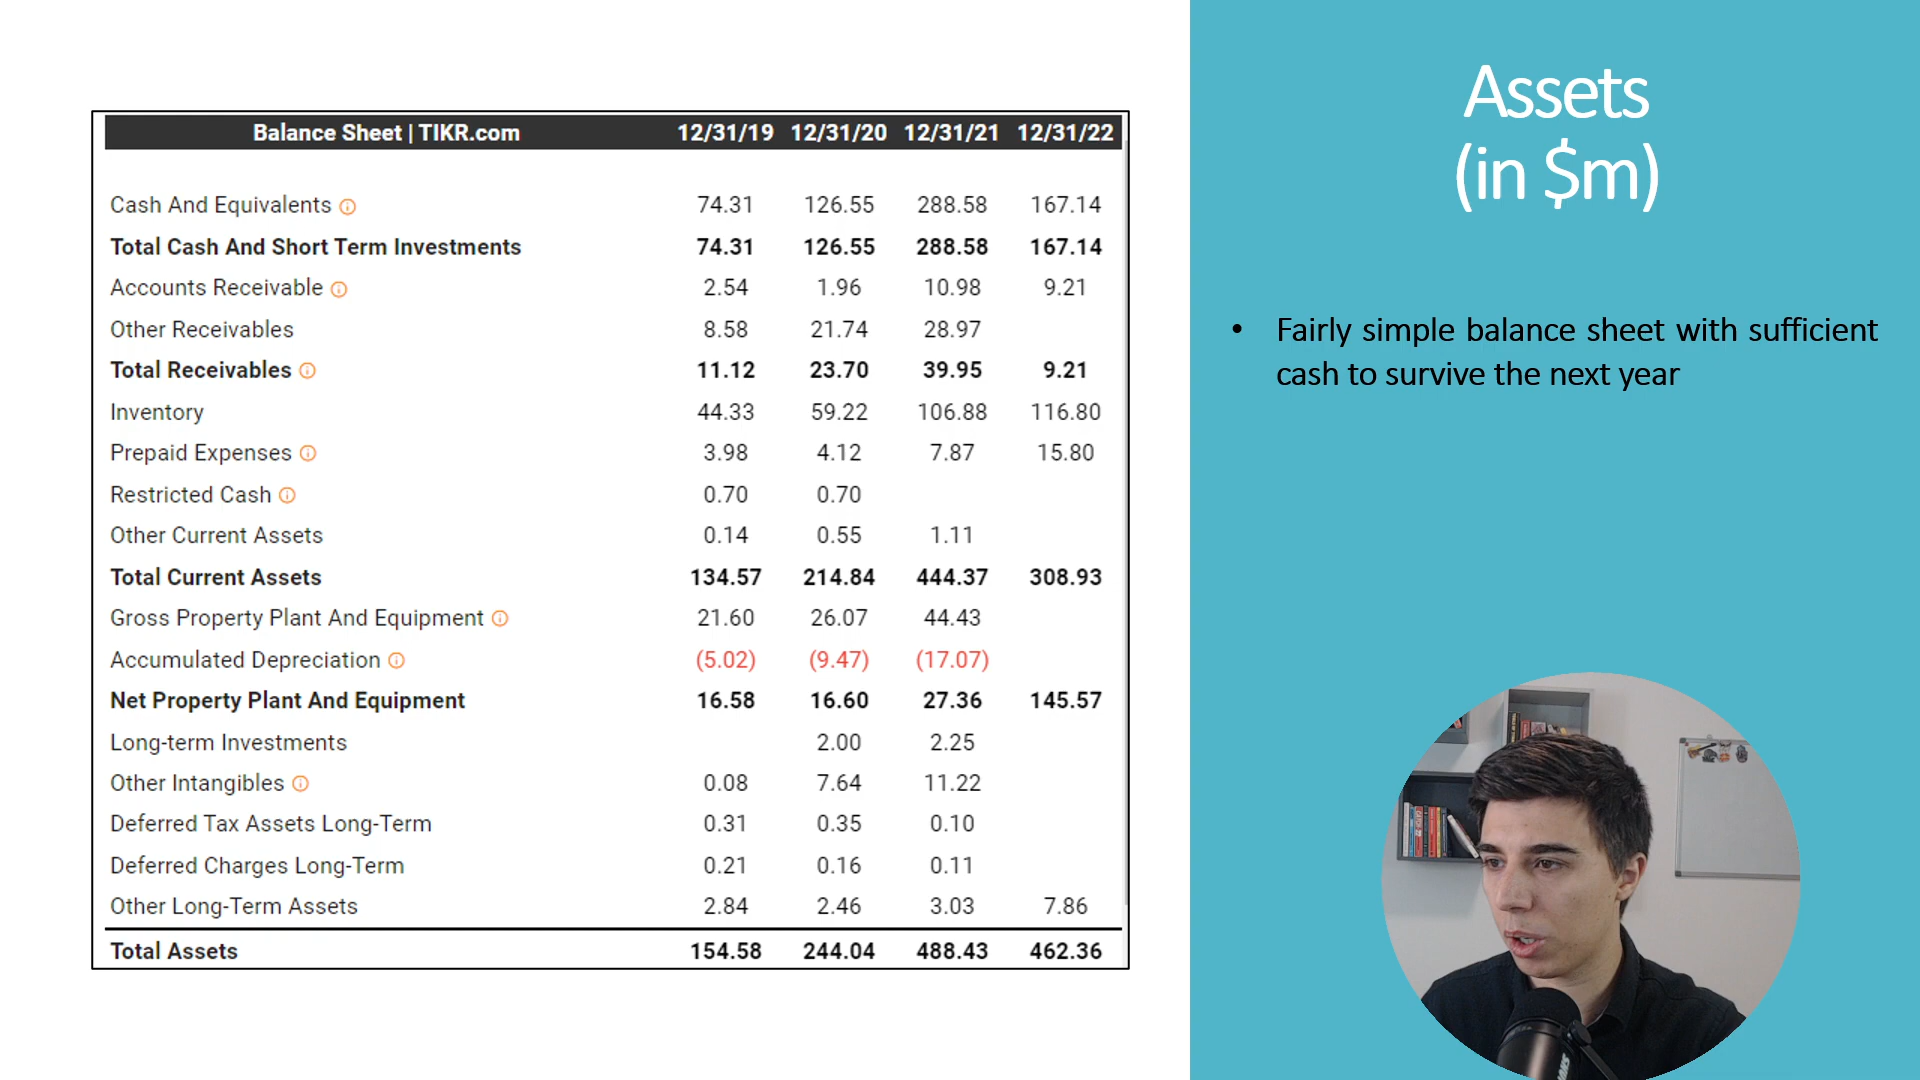 Balance Sheet | TIKR.com 12/31/19 12/31/20 12/31/21 12/31/22
Cash And Equivalents 74.31 126.55 288.58 167.14
Total Cash And Short Term Investments 74.31 126.55 288.58 167.14
Accounts Receivable 2.54 1.96 10.98 9.21
Other Receivables 8.58 21.74 28.97
Total Receivables 11.12 23.70 39.95 9.21
Inventory 44.33 59.22 106.88 116.80
Prepaid Expenses 3.98 4.12 7.87 15.80
Restricted Cash 0.70 0.70
Other Current Assets 0.14 0.55 1.11
Total Current Assets 134.57 214.84 444.37 308.93
Gross Property Plant And Equipment 21.60 26.07 44.43
Accumulated Depreciation (5.02) (9.47) (17.07)
Net Property Plant And Equipment 16.58 16.60 27.36 145.57
Long-term Investments 2.00 2.25
Other Intangibles 0.08 7.64 11.22
Deferred Tax Assets Long-Term 0.31 0.35 0.10
Deferred Charges Long-Term 0.21 0.16 0.11
Other Long-Term Assets 2.84 2.46 3.03 7.86
Total Assets 154.58 244.04 488.43 462.36
Assets
(in $m)
• Fairly simple balance sheet with sufficient
cash to survive the next year